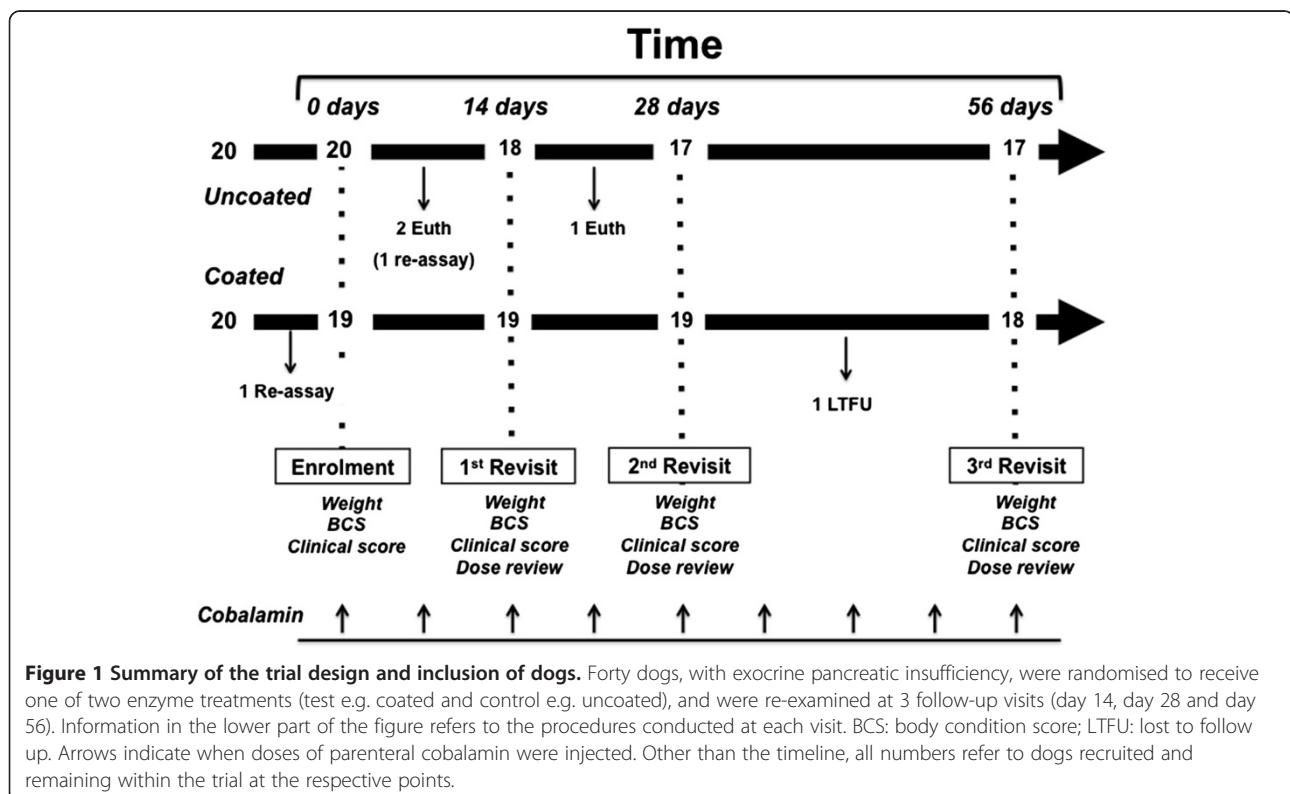 Time
0 days 14 days 28 days 56 days
20 20 18 17 17
Uncoated
2 Euth 1 Euth
(1 re-assay)
Coated
20 19 19 19 18
1 Re-assay 1 LTFU
Enrolment 1st Revisit 2nd Revisit 3rd Revisit
Weight Weight Weight Weight
BCS BCS BCS BCS
Clinical score Clinical score Clinical score Clinical score
Dose review Dose review Dose review
Cobalamin
Figure 1 Summary of the trial design and inclusion of dogs. Forty dogs, with exocrine pancreatic insufficiency, were randomised to receive
one of two enzyme treatments (test e.g. coated and control e.g. uncoated), and were re-examined at 3 follow-up visits (day 14, day 28 and day
56). Information in the lower part of the figure refers to the procedures conducted at each visit. BCS: body condition score; LTFU: lost to follow
up. Arrows indicate when doses of parenteral cobalamin were injected. Other than the timeline, all numbers refer to dogs recruited and
remaining within the trial at the respective points.